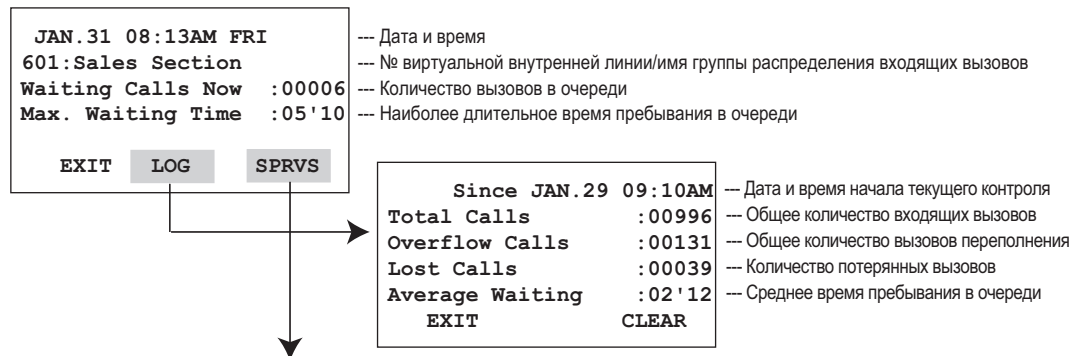 JAN.31 08:13AM FRI --- Дата и время
601:Sales Section --- № виртуальной внутренней линии/имя группы распределения входящих вызовов
Waiting Calls Now :00006 --- Количество вызовов в очереди
Max. Waiting Time :05'10 --- Наиболее длительное время пребывания в очереди
EXIT LOG SPRVS
Since JAN.29 09:10AM --- Дата и время начала текущего контроля
Total Calls :00996 --- Общее количество входящих вызовов
Overflow Calls :00131 --- Общее количество вызовов переполнения
Lost Calls :00039 --- Количество потерянных вызовов
Average Waiting :02'12 --- Среднее время пребывания в очереди
EXIT CLEAR